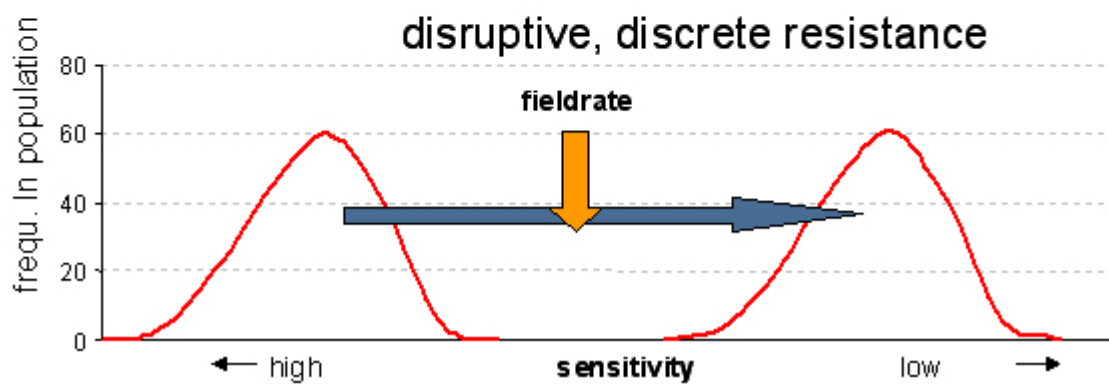 disruptive, discrete resistance
frequ. In population
80
60
40
20
0
fieldrate
high
sensitivity
low